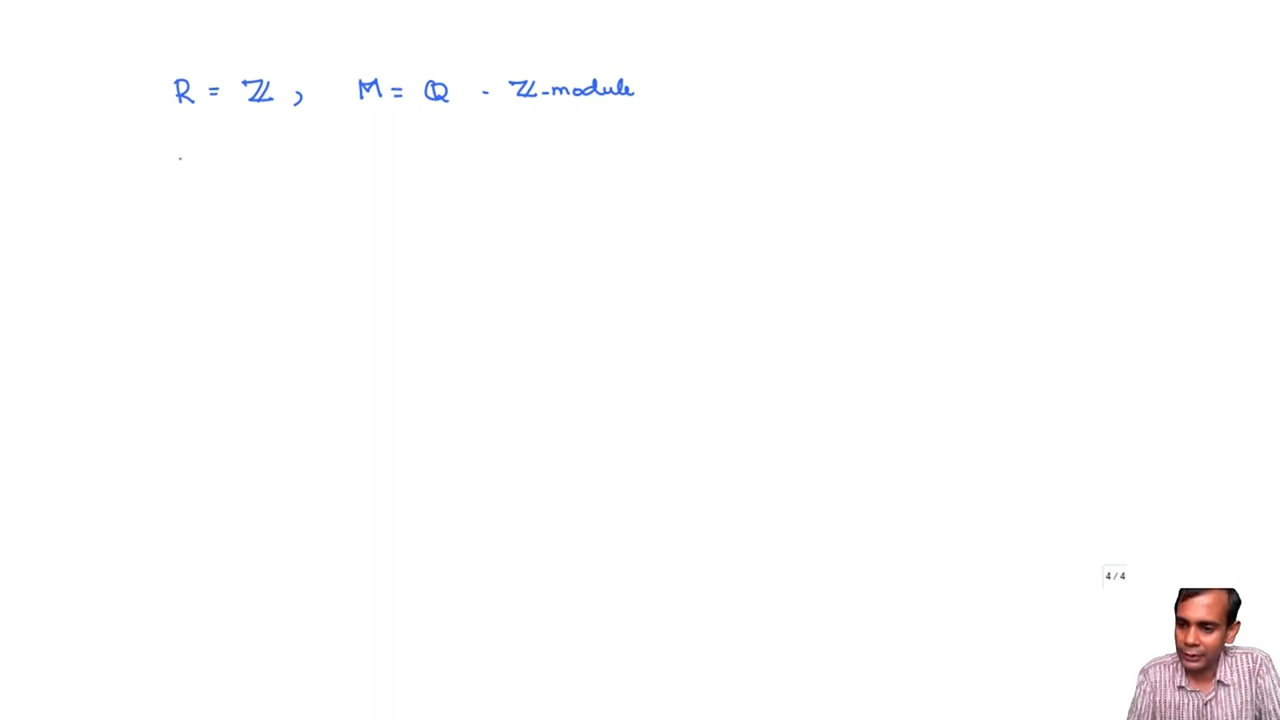 R = ℤ, M = ℚ - ℤ-module
4 / 4